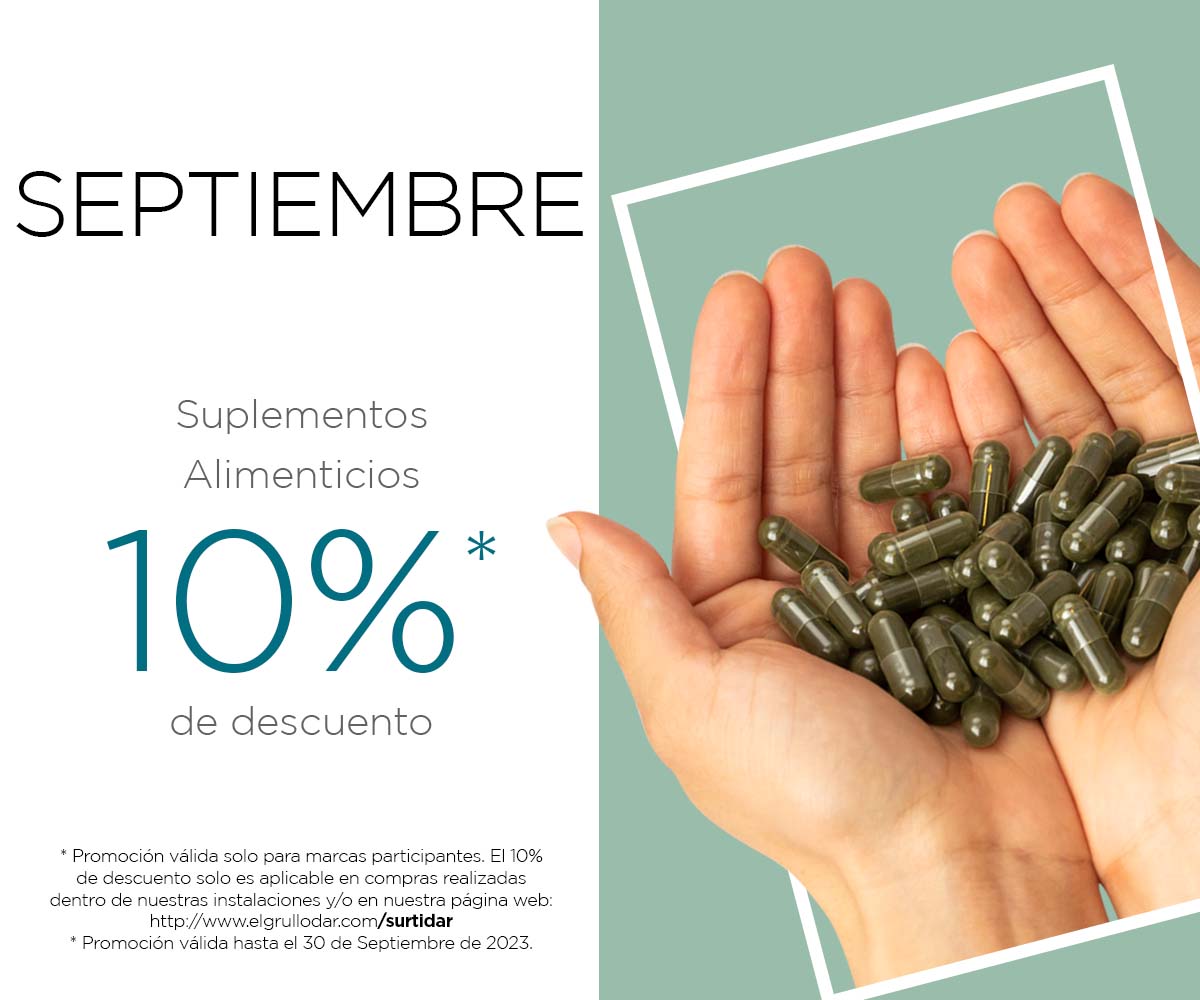 SEPTIEMBRE
Suplementos
Alimenticios
10%*
de descuento
* Promoción válida solo para marcas participantes. El 10%
de descuento solo es aplicable en compras realizadas
dentro de nuestras instalaciones y/o en nuestra página web:
http://www.elgrullodar.com/surtidar
* Promoción válida hasta el 30 de Septiembre de 2023.